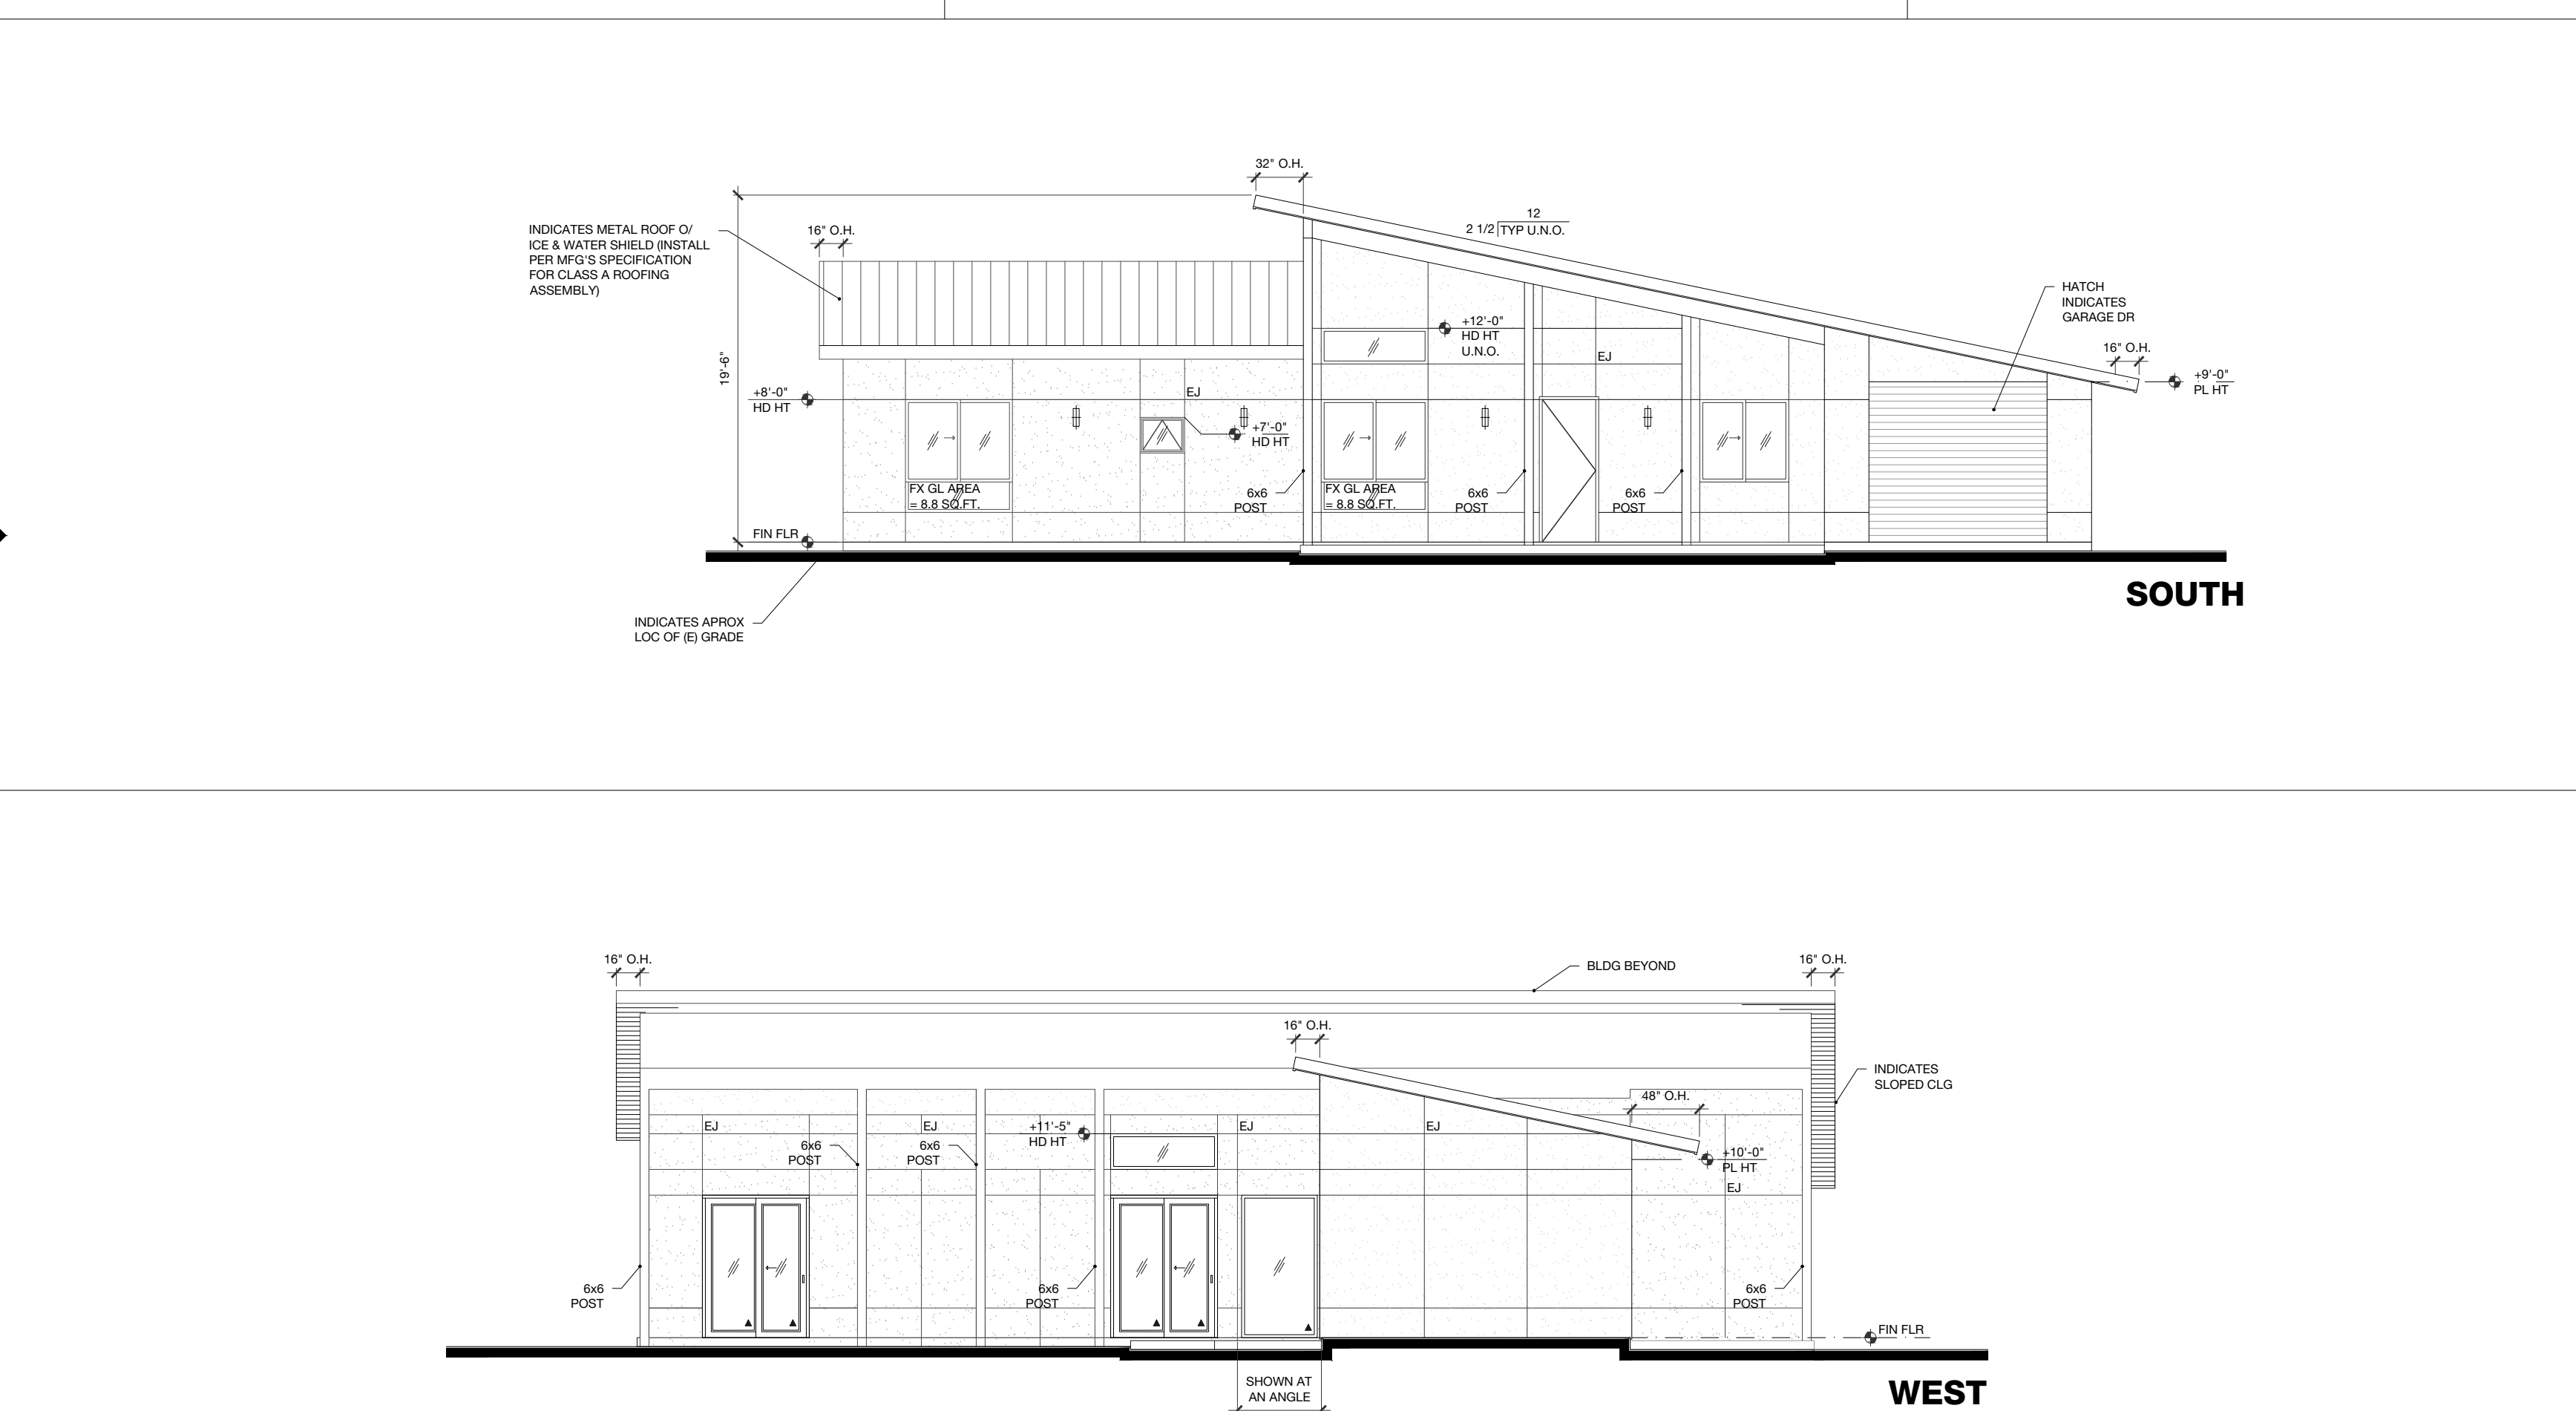 32" O.H.
INDICATES METAL ROOF O/
ICE & WATER SHIELD (INSTALL
PER MFG'S SPECIFICATION
FOR CLASS A ROOFING
ASSEMBLY)
16" O.H.
12
2 1/2 TYP U.N.O.
HATCH
INDICATES
GARAGE DR
19'-6"
+12'-0"
HD HT
U.N.O.
EJ
16" O.H.
+9'-0"
PL HT
+8'-0"
HD HT
EJ
+7'-0"
HD HT
FX GL AREA
= 8.8 SQ.FT.
6x6
POST
FX GL AREA
= 8.8 SQ.FT.
6x6
POST
6x6
POST
FIN FLR
SOUTH
INDICATES APROX
LOC OF (E) GRADE
16" O.H.
BLDG BEYOND
16" O.H.
16" O.H.
INDICATES
SLOPED CLG
48" O.H.
EJ
EJ
+11'-5"
HD HT
EJ
EJ
6x6
POST
6x6
POST
+10'-0"
PL HT
EJ
6x6
POST
6x6
POST
6x6
POST
FIN FLR
SHOWN AT
AN ANGLE
WEST